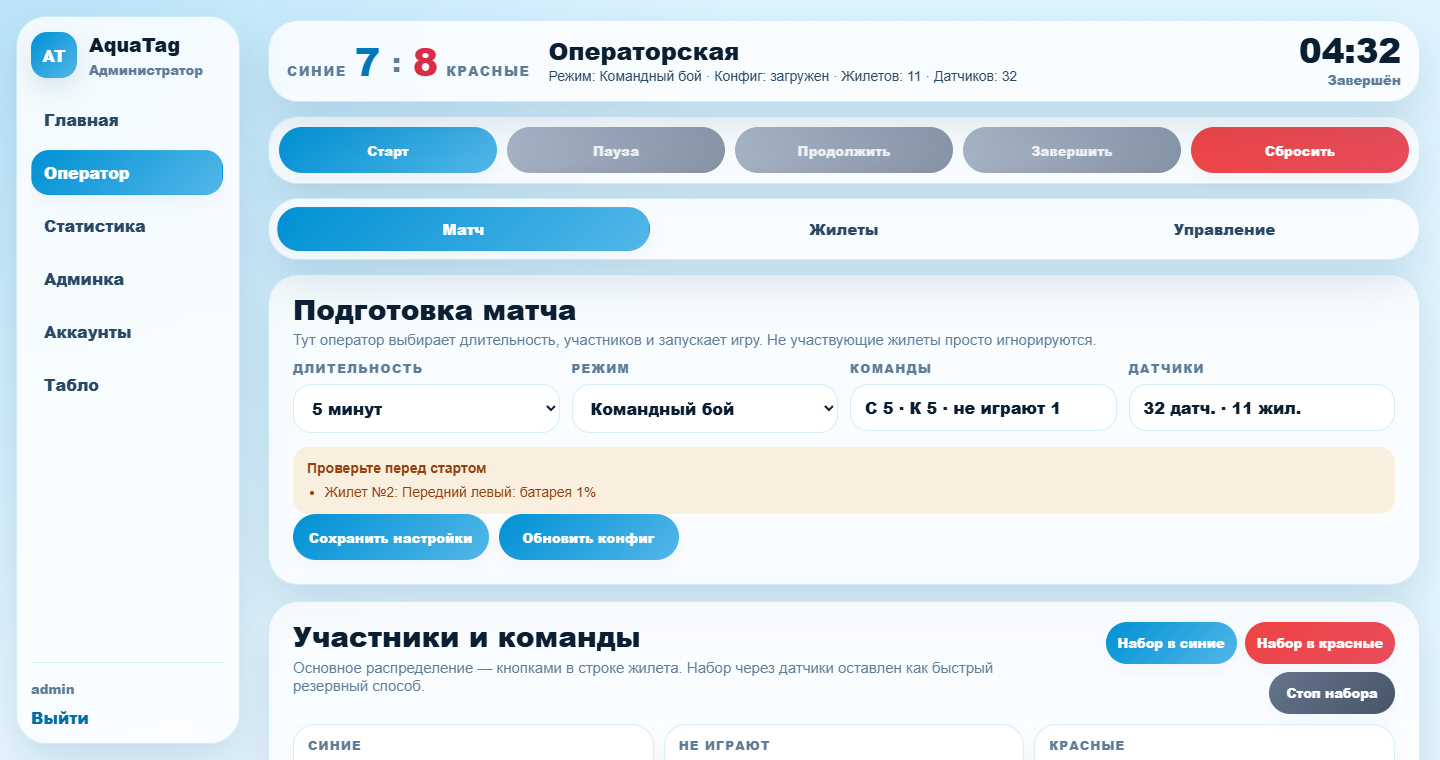 AT
AquaTag
Администратор
Главная
Оператор
Статистика
Админка
Аккаунты
Табло
admin
Выйти
СИНИЕ 7 : 8 КРАСНЫЕ
Операторская
Режим: Командный бой · Конфиг: загружен · Жилетов: 11 · Датчиков: 32
04:32
Завершён
Старт
Пауза
Продолжить
Завершить
Сбросить
Матч
Жилеты
Управление
Подготовка матча
Тут оператор выбирает длительность, участников и запускает игру. Не участвующие жилеты просто игнорируются.
ДЛИТЕЛЬНОСТЬ
РЕЖИМ
КОМАНДЫ
ДАТЧИКИ
5 минут
Командный бой
С 5 · К 5 · не играют 1
32 датч. · 11 жил.
Проверьте перед стартом
• Жилет №2: Передний левый: батарея 1%
Сохранить настройки
Обновить конфиг
Участники и команды
Основное распределение — кнопками в строке жилета. Набор через датчики оставлен как быстрый
резервный способ.
Набор в синие
Набор в красные
Стоп набора
СИНИЕ
НЕ ИГРАЮТ
КРАСНЫЕ